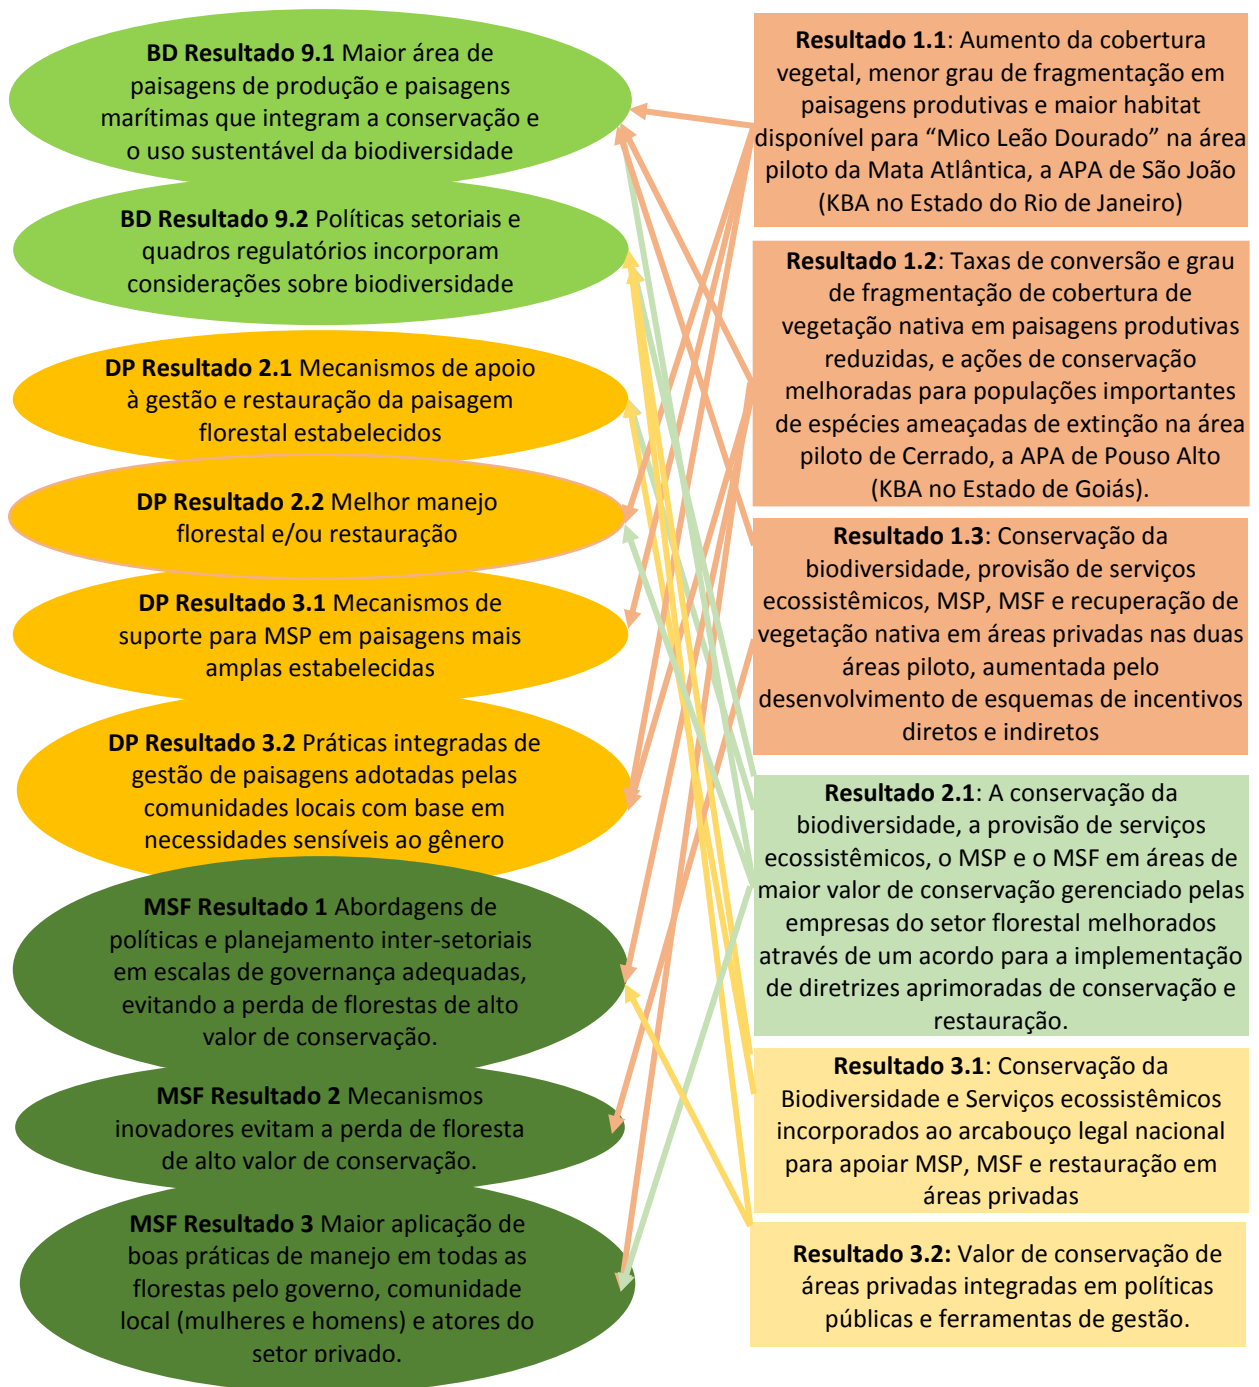 BD Resultado 9.1 Maior área de
paisagens de produção e paisagens
marítimas que integram a conservação e
o uso sustentável da biodiversidade
BD Resultado 9.2 Políticas setoriais e
quadros regulatórios incorporam
considerações sobre biodiversidade
DP Resultado 2.1 Mecanismos de apoio
à gestão e restauração da paisagem
florestal estabelecidos
DP Resultado 2.2 Melhor manejo
florestal e/ou restauração
DP Resultado 3.1 Mecanismos de
suporte para MSP em paisagens mais
amplas estabelecidas
DP Resultado 3.2 Práticas integradas de
gestão de paisagens adotadas pelas
comunidades locais com base em
necessidades sensíveis ao gênero
MSF Resultado 1 Abordagens de
políticas e planejamento inter-setoriais
em escalas de governança adequadas,
evitando a perda de florestas de alto
valor de conservação.
MSF Resultado 2 Mecanismos
inovadores evitam a perda de floresta
de alto valor de conservação.
MSF Resultado 3 Maior aplicação de
boas práticas de manejo em todas as
florestas pelo governo, comunidade
local (mulheres e homens) e atores do
setor privado.
Resultado 1.1: Aumento da cobertura
vegetal, menor grau de fragmentação em
paisagens produtivas e maior habitat
disponível para “Mico Leão Dourado” na área
piloto da Mata Atlântica, a APA de São João
(KBA no Estado do Rio de Janeiro)
Resultado 1.2: Taxas de conversão e grau
de fragmentação de cobertura de
vegetação nativa em paisagens produtivas
reduzidas, e ações de conservação
melhoradas para populações importantes
de espécies ameaçadas de extinção na área
piloto de Cerrado, a APA de Pouso Alto
(KBA no Estado de Goiás).
Resultado 1.3: Conservação da
biodiversidade, provisão de serviços
ecossistêmicos, MSP, MSF e recuperação de
vegetação nativa em áreas privadas nas duas
áreas piloto, aumentada pelo
desenvolvimento de esquemas de incentivos
diretos e indiretos
Resultado 2.1: A conservação da
biodiversidade, a provisão de serviços
ecossistêmicos, o MSP e o MSF em áreas de
maior valor de conservação gerenciado pelas
empresas do setor florestal melhorados
através de um acordo para a implementação
de diretrizes aprimoradas de conservação e
restauração.
Resultado 3.1: Conservação da
Biodiversidade e Serviços ecossistêmicos
incorporados ao arcabouço legal nacional
para apoiar MSP, MSF e restauração em
áreas privadas
Resultado 3.2: Valor de conservação de
áreas privadas integradas em políticas
públicas e ferramentas de gestão.